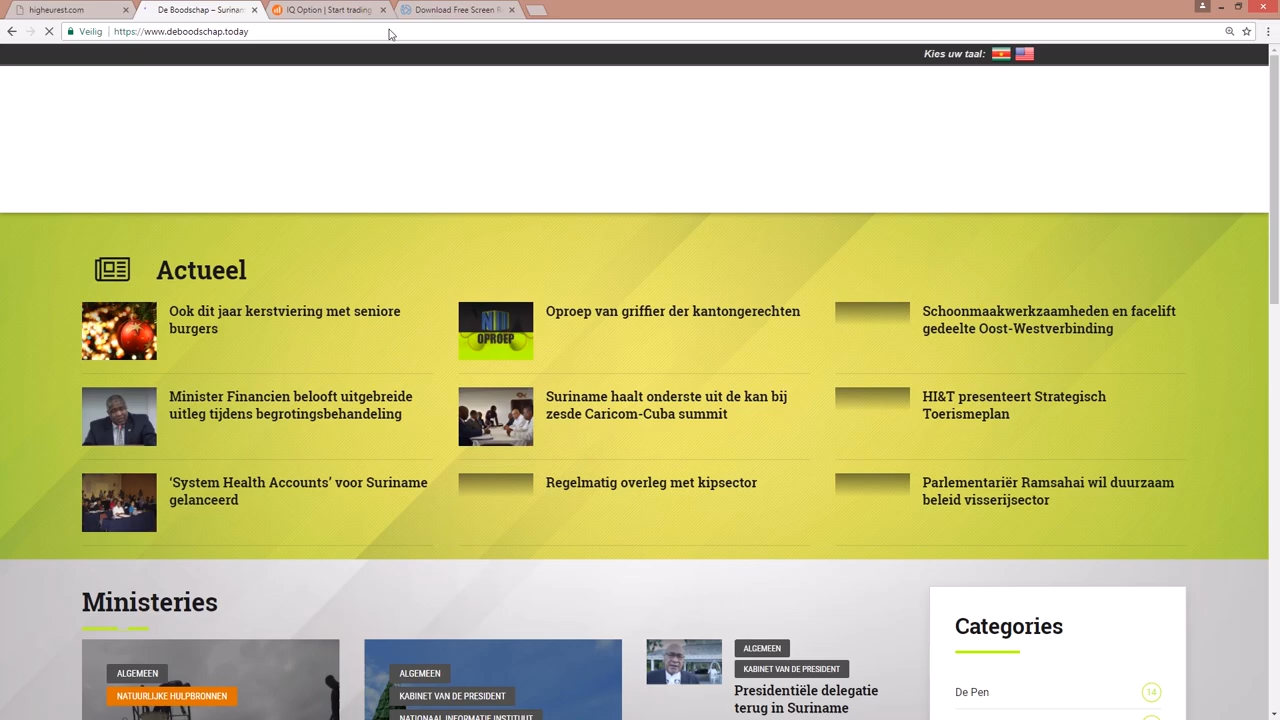 higheurest.com
De Boodschap – Surinam
IQ Option | Start trading
Download Free Screen R
Veilig
https://www.deboodschap.today
Kies uw taal:
Actueel
Ook dit jaar kerstviering met seniore
burgers
NII
OPROEP
Oproep van griffier der kantongerechten
Schoonmaakwerkzaamheden en facelift
gedeelte Oost-Westverbinding
Minister Financien belooft uitgebreide
uitleg tijdens begrotingsbehandeling
Suriname haalt onderste uit de kan bij
zesde Caricom-Cuba summit
HI&T presenteert Strategisch
Toerismeplan
‘System Health Accounts’ voor Suriname
gelanceerd
Regelmatig overleg met kipsector
Parlementariër Ramsahai wil duurzaam
beleid visserijsector
Ministeries
ALGEMEEN
NATUURLIJKE HULPBRONNEN
ALGEMEEN
KABINET VAN DE PRESIDENT
NATIONAAL INFORMATIE INSTITUUT
ALGEMEEN
KABINET VAN DE PRESIDENT
Presidentiële delegatie
terug in Suriname
Categories
De Pen
14